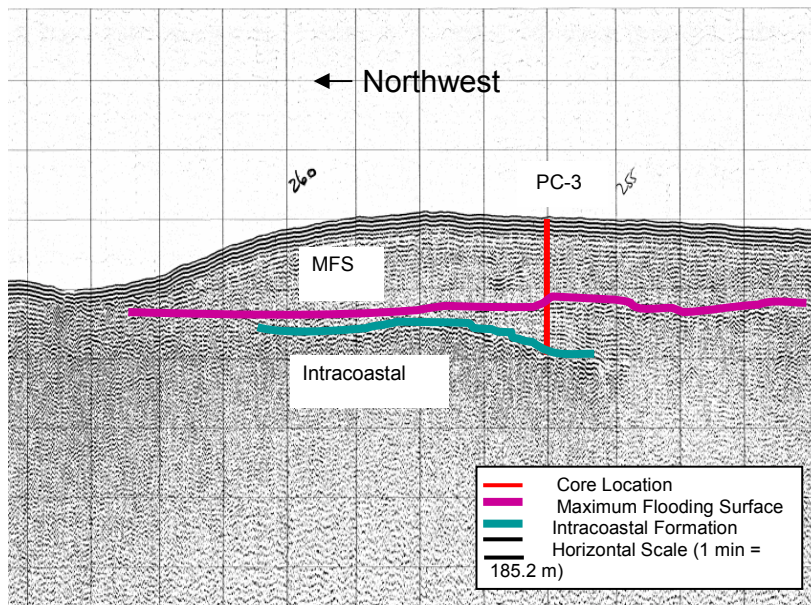 Northwest
260
PC-3
255
MFS
Intracoastal
Core Location
Maximum Flooding Surface
Intracoastal Formation
Horizontal Scale (1 min =
185.2 m)